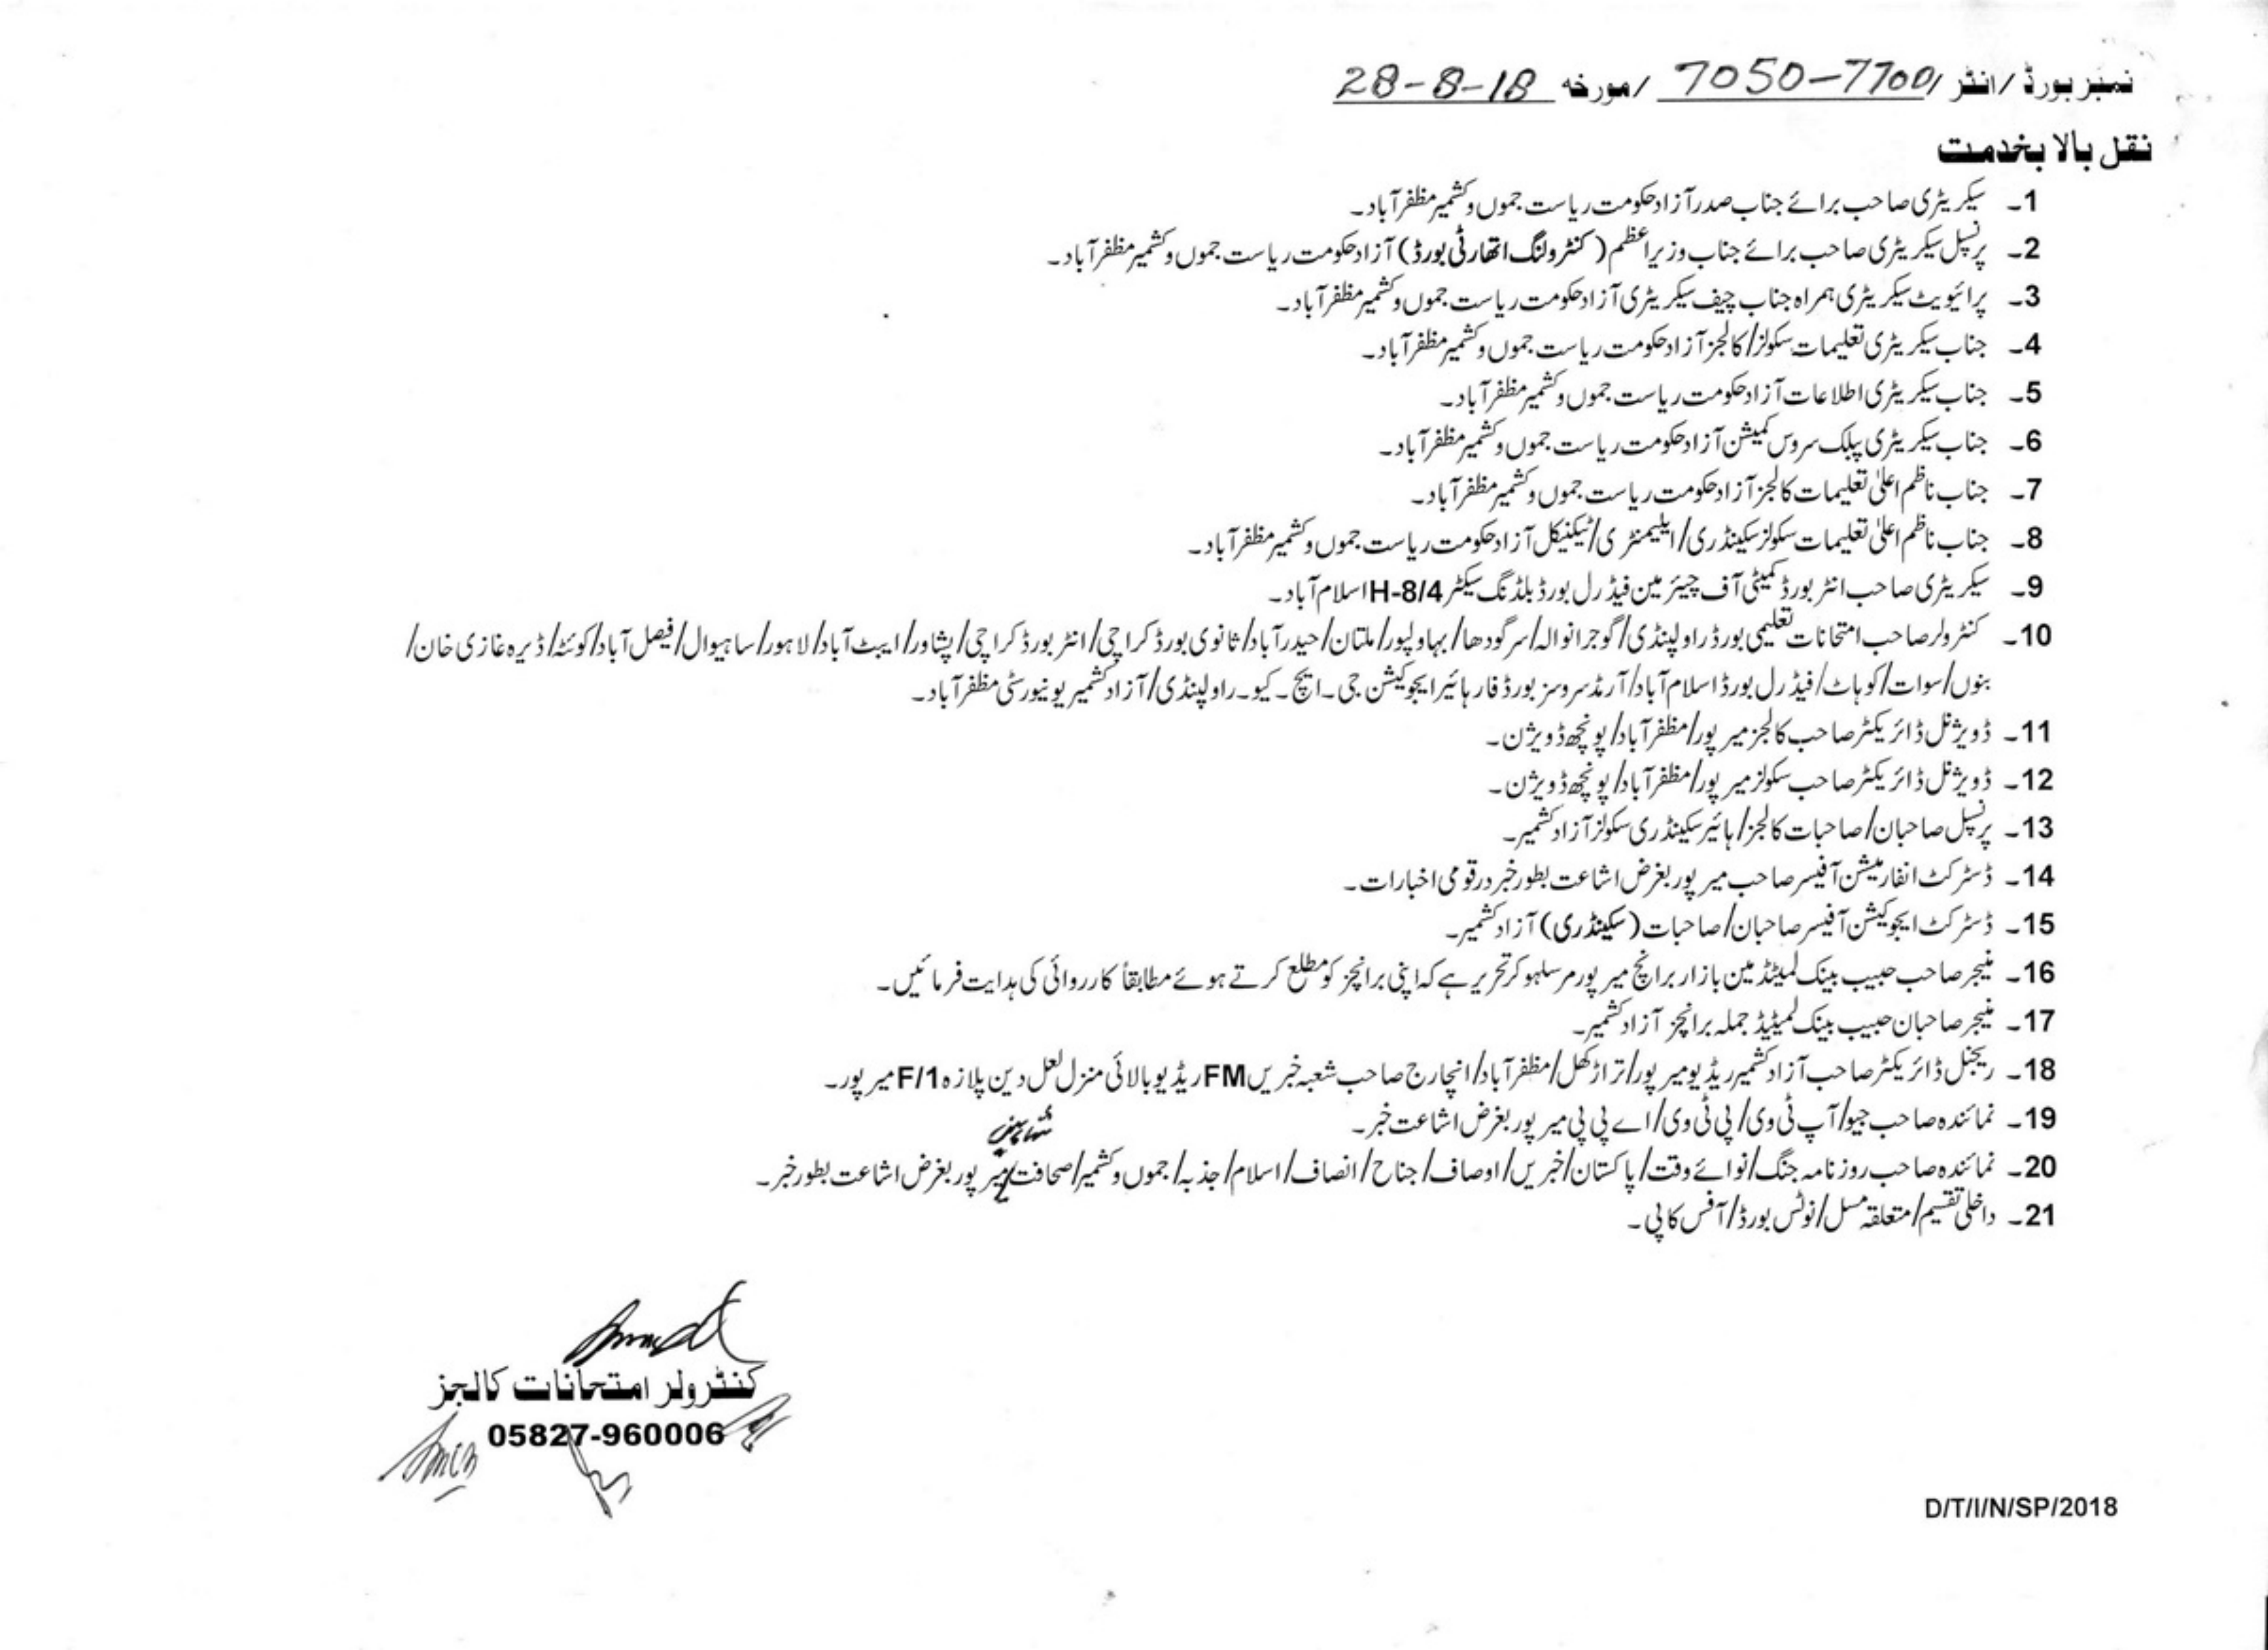 نمبر بورڈ/انٹر/ 7050-7700 /مورخہ 28-8-18
نقل بالا بخدمت
1۔ سیکریٹری صاحب برائے جناب صدر آزاد حکومت ریاست جموں و کشمیر مظفرآباد۔
2۔ پرنسپل سیکریٹری صاحب برائے جناب وزیراعظم (کنٹرولنگ اتھارٹی بورڈ) آزاد حکومت ریاست جموں و کشمیر مظفرآباد۔
3۔ پرائیویٹ سیکریٹری ہمراہ جناب چیف سیکریٹری آزاد حکومت ریاست جموں و کشمیر مظفرآباد۔
4۔ جناب سیکریٹری تعلیمات سکولز/کالجز آزاد حکومت ریاست جموں و کشمیر مظفرآباد۔
5۔ جناب سیکریٹری اطلاعات آزاد حکومت ریاست جموں و کشمیر مظفرآباد۔
6۔ جناب سیکریٹری پبلک سروس کمیشن آزاد حکومت ریاست جموں و کشمیر مظفرآباد۔
7۔ جناب ناظم اعلیٰ تعلیمات کالجز آزاد حکومت ریاست جموں و کشمیر مظفرآباد۔
8۔ جناب ناظم اعلیٰ تعلیمات سکولز سیکنڈری/ایلیمنٹری/ٹیکنیکل آزاد حکومت ریاست جموں و کشمیر مظفرآباد۔
9۔ سیکریٹری صاحب انٹر بورڈ کمیٹی آف چیئرمین فیڈرل بورڈ بلڈنگ سیکٹر H-8/4 اسلام آباد۔
10۔ کنٹرولر صاحب امتحانات تعلیمی بورڈ راولپنڈی/گوجرانوالہ/سرگودھا/بہاولپور/ملتان/حیدرآباد/ثانوی بورڈ کراچی/انٹر بورڈ کراچی/پشاور/ایبٹ آباد/لاہور/ساہیوال/فیصل آباد/کوئٹہ/ڈیرہ غازی خان/
بنوں/سوات/کوہاٹ/فیڈرل بورڈ اسلام آباد/آرمڈ سروسز بورڈ فار ہائیر ایجوکیشن جی۔ایچ۔کیو۔راولپنڈی/آزاد کشمیر یونیورسٹی مظفرآباد۔
11۔ ڈویژنل ڈائریکٹر صاحب کالجز میرپور/مظفرآباد/پونچھ ڈویژن۔
12۔ ڈویژنل ڈائریکٹر صاحب سکولز میرپور/مظفرآباد/پونچھ ڈویژن۔
13۔ پرنسپل صاحبان/صاحبات کالجز/ہائیر سیکنڈری سکولز آزاد کشمیر۔
14۔ ڈسٹرکٹ انفارمیشن آفیسر صاحب میرپور بغرض اشاعت بطور خبر در قومی اخبارات۔
15۔ ڈسٹرکٹ ایجوکیشن آفیسر صاحبان/صاحبات (سیکنڈری) آزاد کشمیر۔
16۔ منیجر صاحب حبیب بینک لمیٹڈ مین بازار برانچ میرپور مرسلہ ہو کر تحریر ہے کہ اپنی برانچز کو مطلع کرتے ہوئے مطابقاً کارروائی کی ہدایت فرمائیں۔
17۔ منیجر صاحبان حبیب بینک لمیٹیڈ جملہ برانچز آزاد کشمیر۔
18۔ ریجنل ڈائریکٹر صاحب آزاد کشمیر ریڈیو میرپور/تراڑکھل/مظفرآباد/انچارج صاحب شعبہ خبریں FM ریڈیو بالائی منزل لعل دین پلازہ F/1 میرپور۔
19۔ نمائندہ صاحب جیو/آپ ٹی وی/پی ٹی وی/اے پی پی میرپور بغرض اشاعت خبر۔
20۔ نمائندہ صاحب روزنامہ جنگ/نوائے وقت/پاکستان/خبریں/اوصاف/جناح/انصاف/اسلام/جذبہ/جموں و کشمیر/صحافت/میرپور بغرض اشاعت بطور خبر۔
21۔ داخلی تقسیم/متعلقہ مسل/نوٹس بورڈ/آفس کاپی۔
کنٹرولر امتحانات کالجز
05827-960006
D/T/I/N/SP/2018